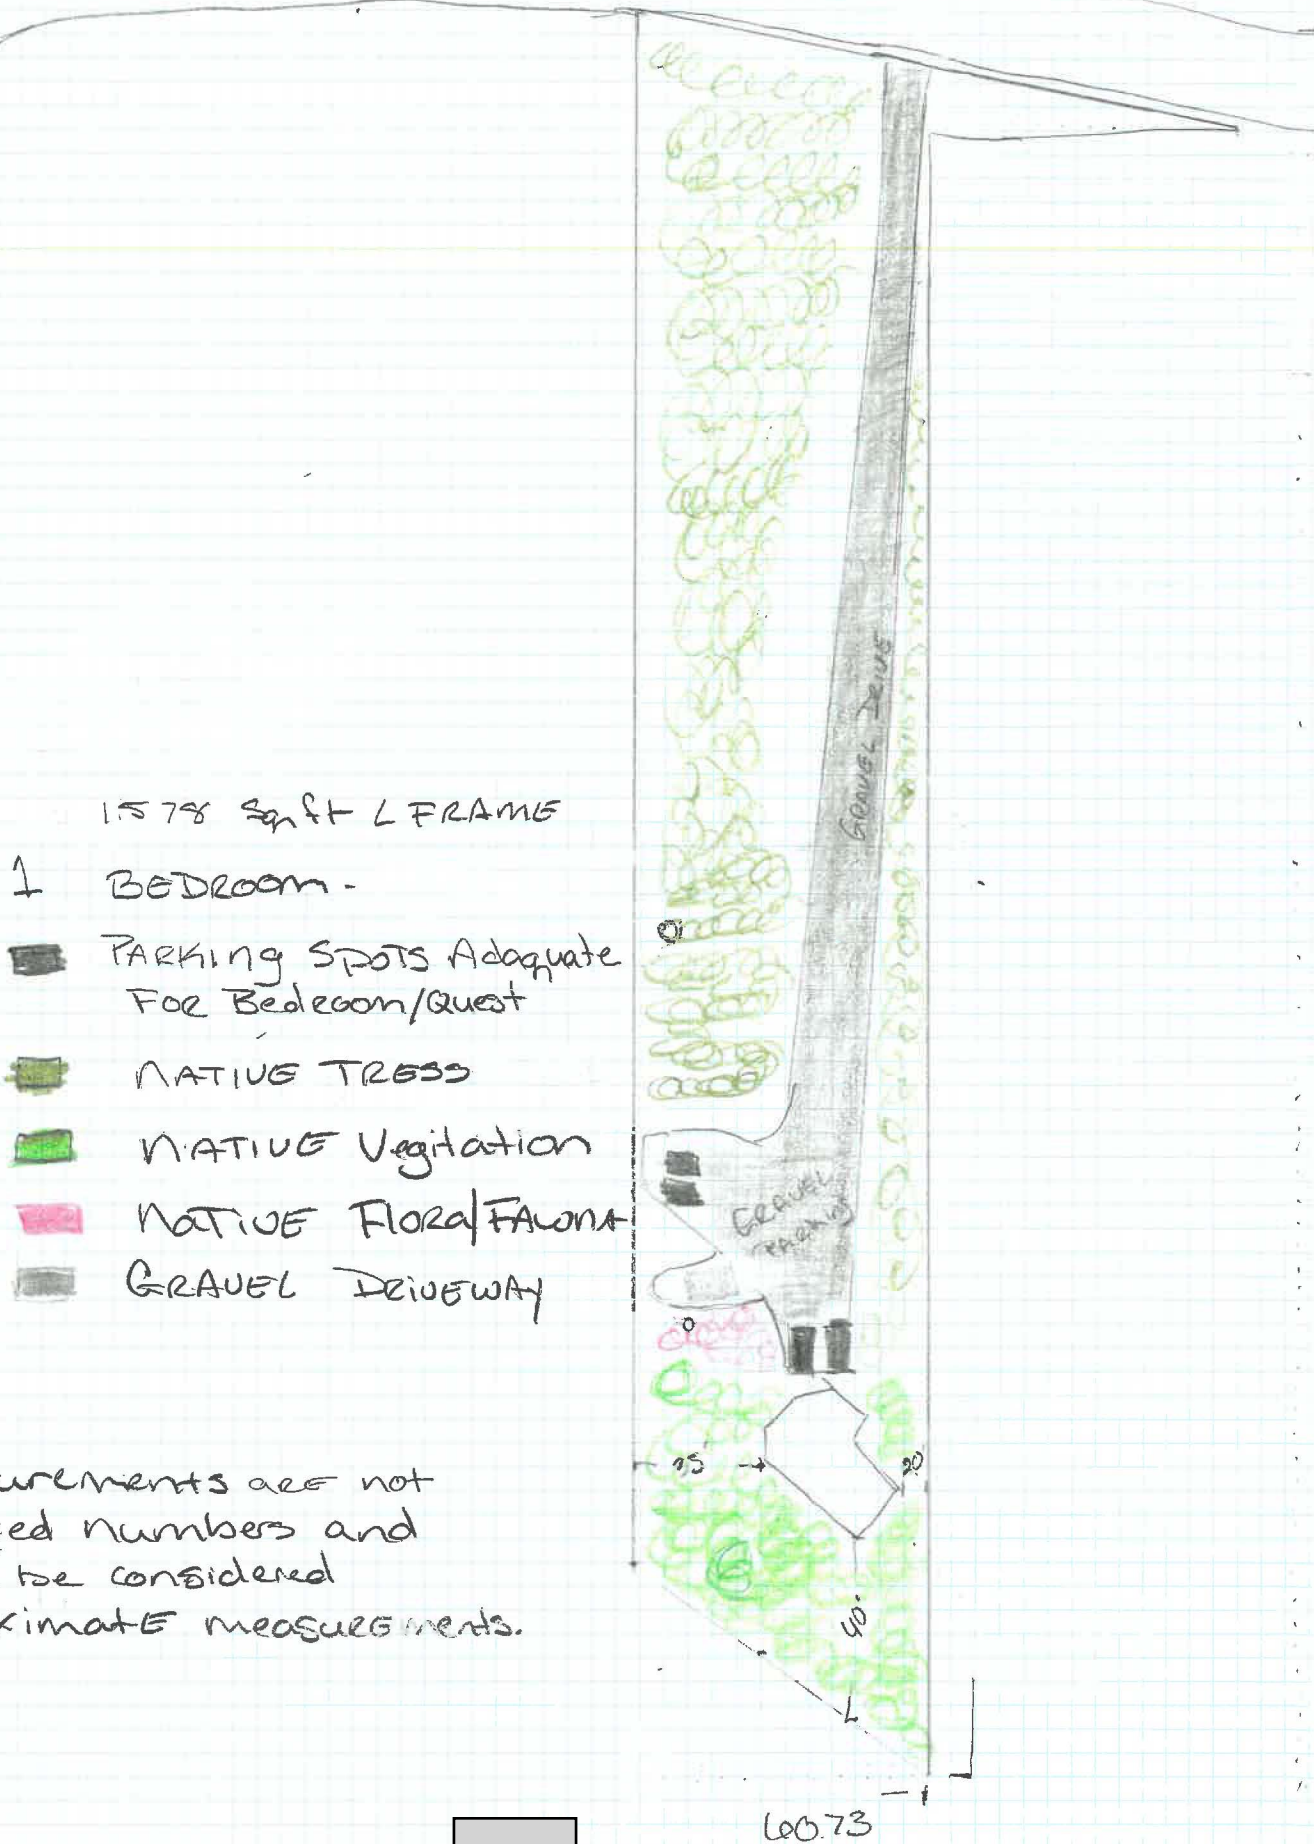 1578 Sqft L FRAME
1 BEDROOM -
PARKing SPOTS Adaquate
FOR Bedroom/Quest
NATIVE TRESS
NATIVE Vegitation
NATIVE Flora/FAUNA
GRAVEL DRIVEWAY
urements are not
ed numbers and
be considered
ximatE measurements.
GRAVEL DRIVE
GRAVEL
PARKing
20
40'
60.73